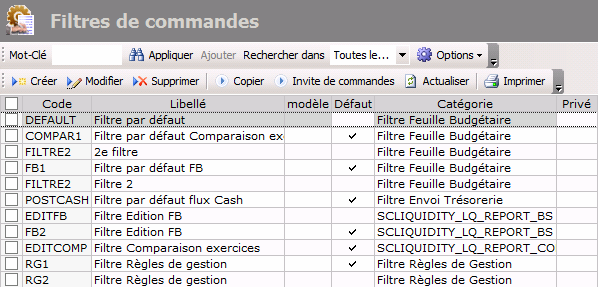 Filtres de commandes
Mot-Clé Appliquer Ajouter Rechercher dans Toutes le... Options
Créer Modifier Supprimer Copier Invite de commandes Actualiser Imprimer
Code Libellé modèle Défaut Catégorie Privé
DEFAULT Filtre par défaut Filtre Feuille Budgétaire
COMPAR1 Filtre par défaut Comparaison ex Filtre Feuille Budgétaire
FILTRE2 2e filtre Filtre Feuille Budgétaire
FB1 Filtre par défaut FB Filtre Feuille Budgétaire
FILTRE2 Filtre 2 Filtre Feuille Budgétaire
POSTCASH Filtre par défaut flux Cash Filtre Envoi Trésorerie
EDITFB Filtre Edition FB SCLIQUIDITY_LQ_REPORT_BS
FB2 Filtre Edition FB SCLIQUIDITY_LQ_REPORT_BS
EDITCOMP Filtre Comparaison exercices SCLIQUIDITY_LQ_REPORT_CO
RG1 Filtre Règles de gestion Filtre Règles de Gestion
RG2 Filtre Règles de gestion Filtre Règles de Gestion